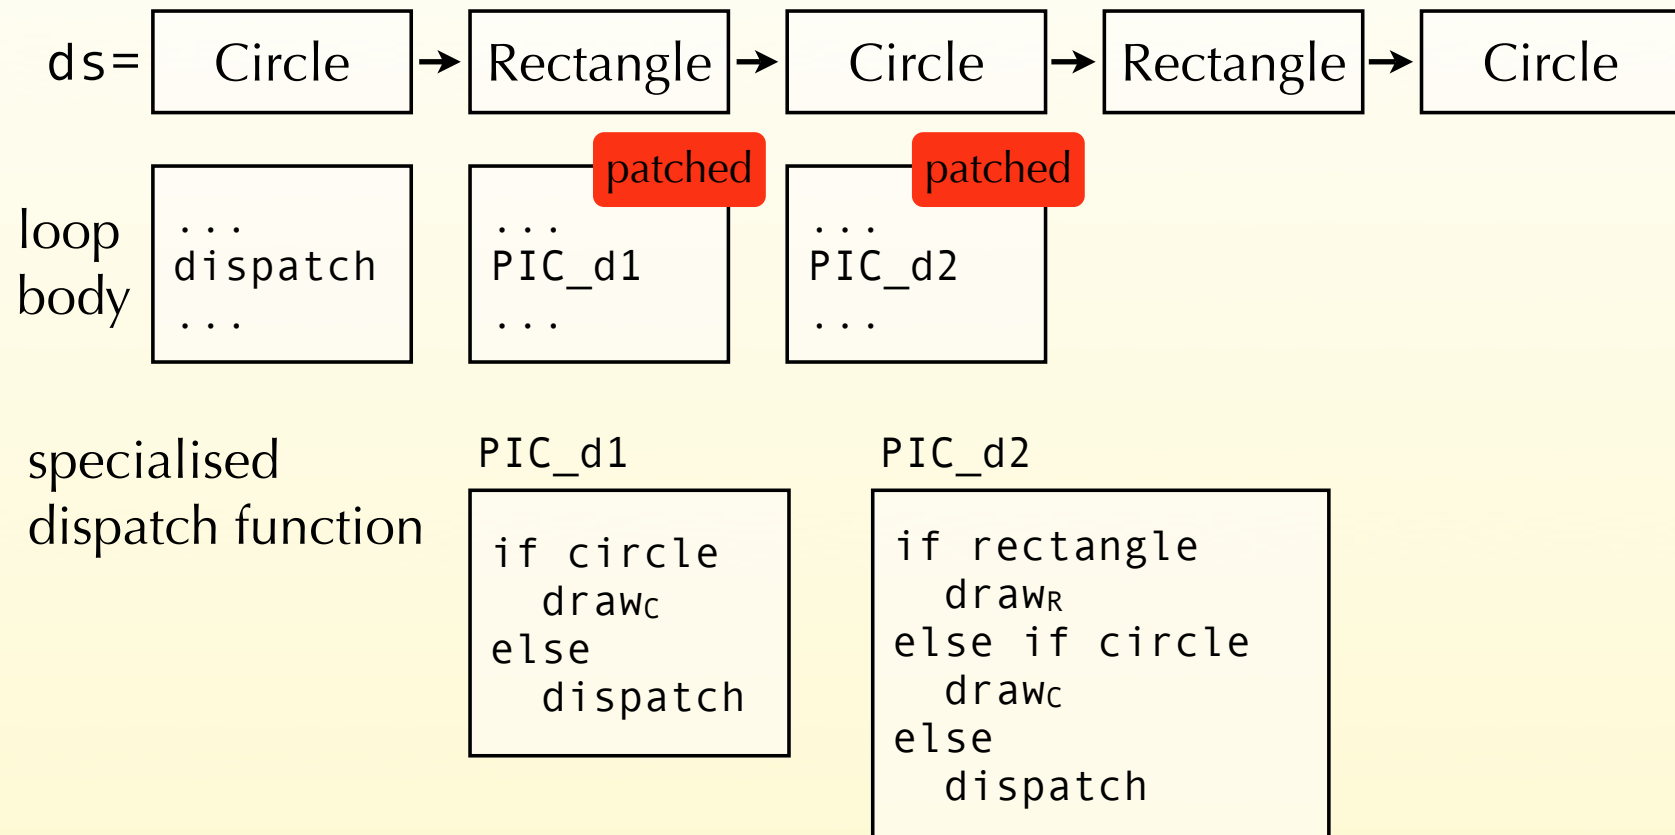 ds= Circle → Rectangle → Circle → Rectangle → Circle
patched patched
loop body
...
dispatch
...
...
PIC_d1
...
...
PIC_d2
...
specialised
dispatch function
PIC_d1
if circle
  drawC
else
  dispatch
PIC_d2
if rectangle
  drawR
else if circle
  drawC
else
  dispatch